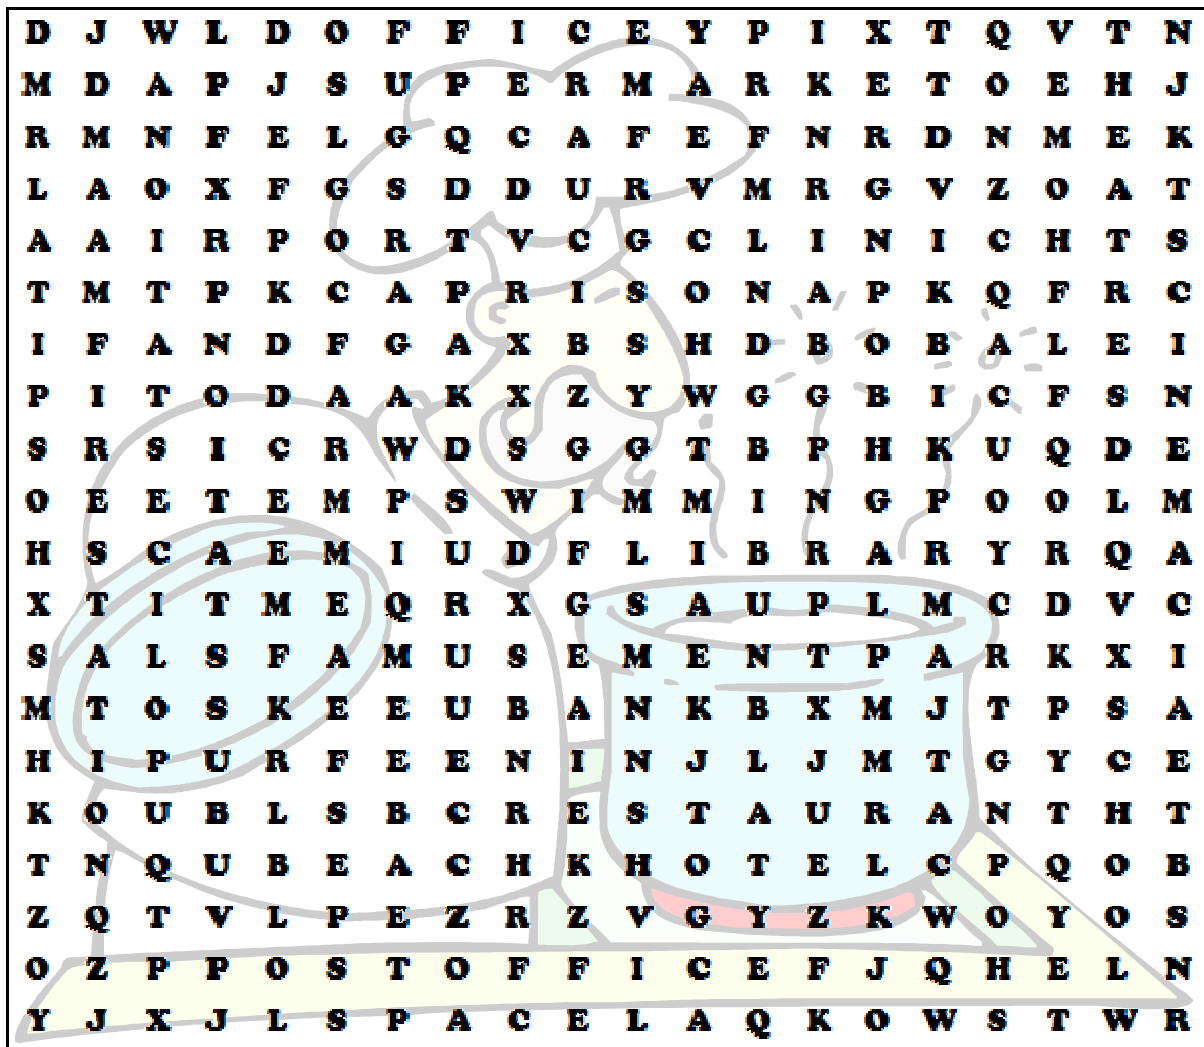 D J W L D O F F I C E Y P I X T Q V T N
M D A P J S U P E R M A R K E T O E H J
R M N F E L G Q C A F E F N R D N M E K
L A O X F G S D D U R V M R G V Z O A T
A A I R P O R T V C G C L I N I C H T S
T M T P K C A P R I S O N A P K Q F R C
I F A N D F G A X B S H D B O B A L E I
P I T O D A A K X Z Y W G G B I C F S N
S R S I C R W D S G G T B P H K U Q D E
O E E T E M P S W I M M I N G P O O L M
H S C A E M I U D F L I B R A R Y R Q A
X T I T M E Q R X G S A U P L M C D V C
S A L S F A M U S E M E N T P A R K X I
M T O S K E E U B A N K B X M J T P S A
H I P U R F E E N I N J L J M T G Y C E
K O U B L S B C R E S T A U R A N T H T
T N Q U B E A C H K H O T E L C P Q O B
Z Q T V L P E Z R Z V G Y Z K W O Y O S
O Z P P O S T O F F I C E F J Q H E L N
Y J X J L S P A C E L A Q K O W S T W R